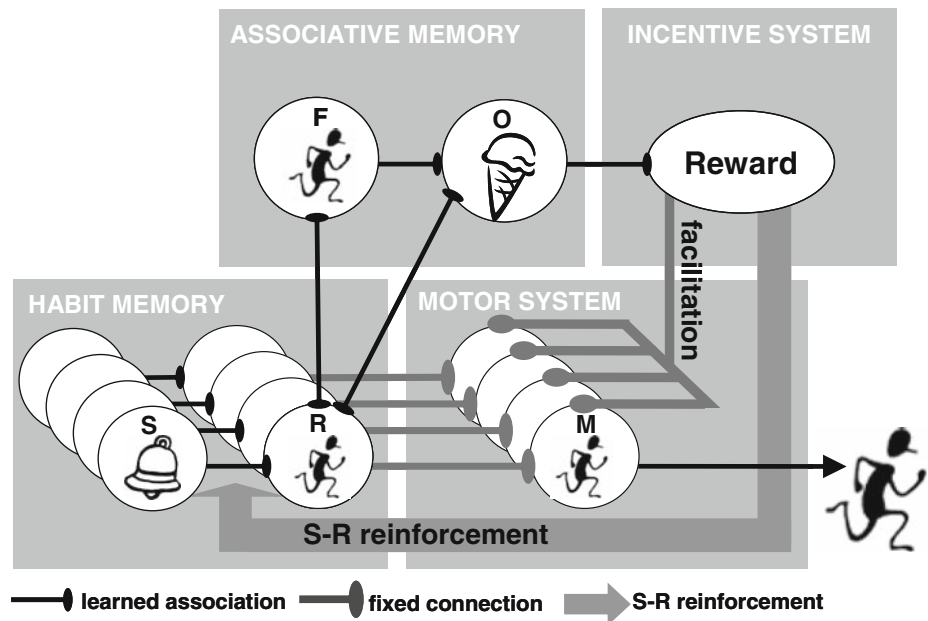 ASSOCIATIVE MEMORY
INCENTIVE SYSTEM
F
O
Reward
facilitation
HABIT MEMORY
MOTOR SYSTEM
S
R
M
S-R reinforcement
learned association
fixed connection
S-R reinforcement